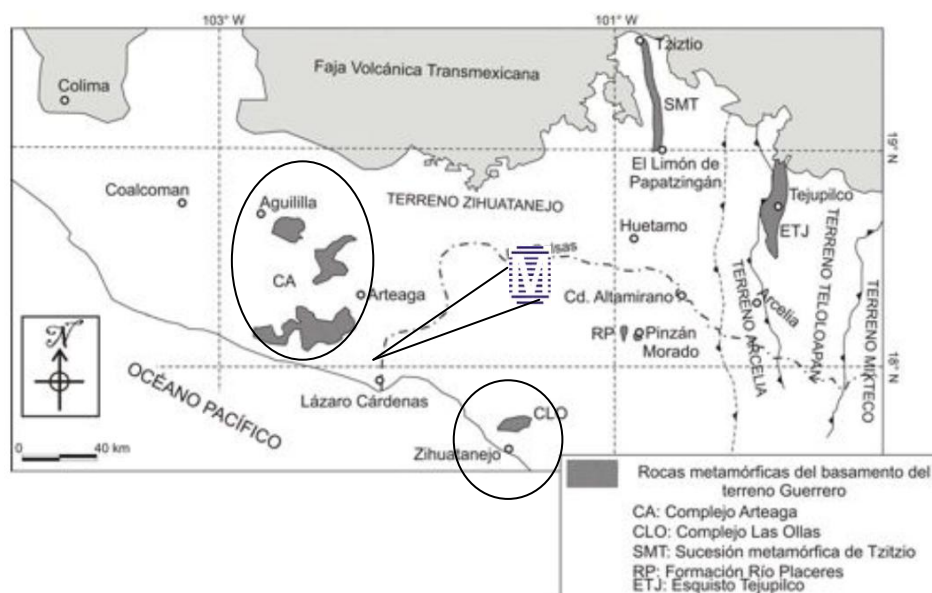 103° W
101° W
Colima
Faja Volcánica Transmexicana
Tziztio
SMT
19° N
El Limón de
Papatzingán
Coalcoman
Aguililla
TERRENO ZIHUATANEJO
Tejupilco
ETJ
Huetamo
CA
Arteaga
M
Cd. Altamirano
Arcelia
TERRENO ARCELIA
TERRENO TELOLOAPAN
TERRENO MIXTECO
RP
Pinzán
Morado
N
18° N
OCÉANO PACÍFICO
Lázaro Cárdenas
CLO
Zihuatanejo
0 40 km
Rocas metamórficas del basamento del
terreno Guerrero
CA: Complejo Arteaga
CLO: Complejo Las Ollas
SMT: Sucesión metamórfica de Tzitzio
RP: Formación Río Placeres
ETJ: Esquisto Tejupilco